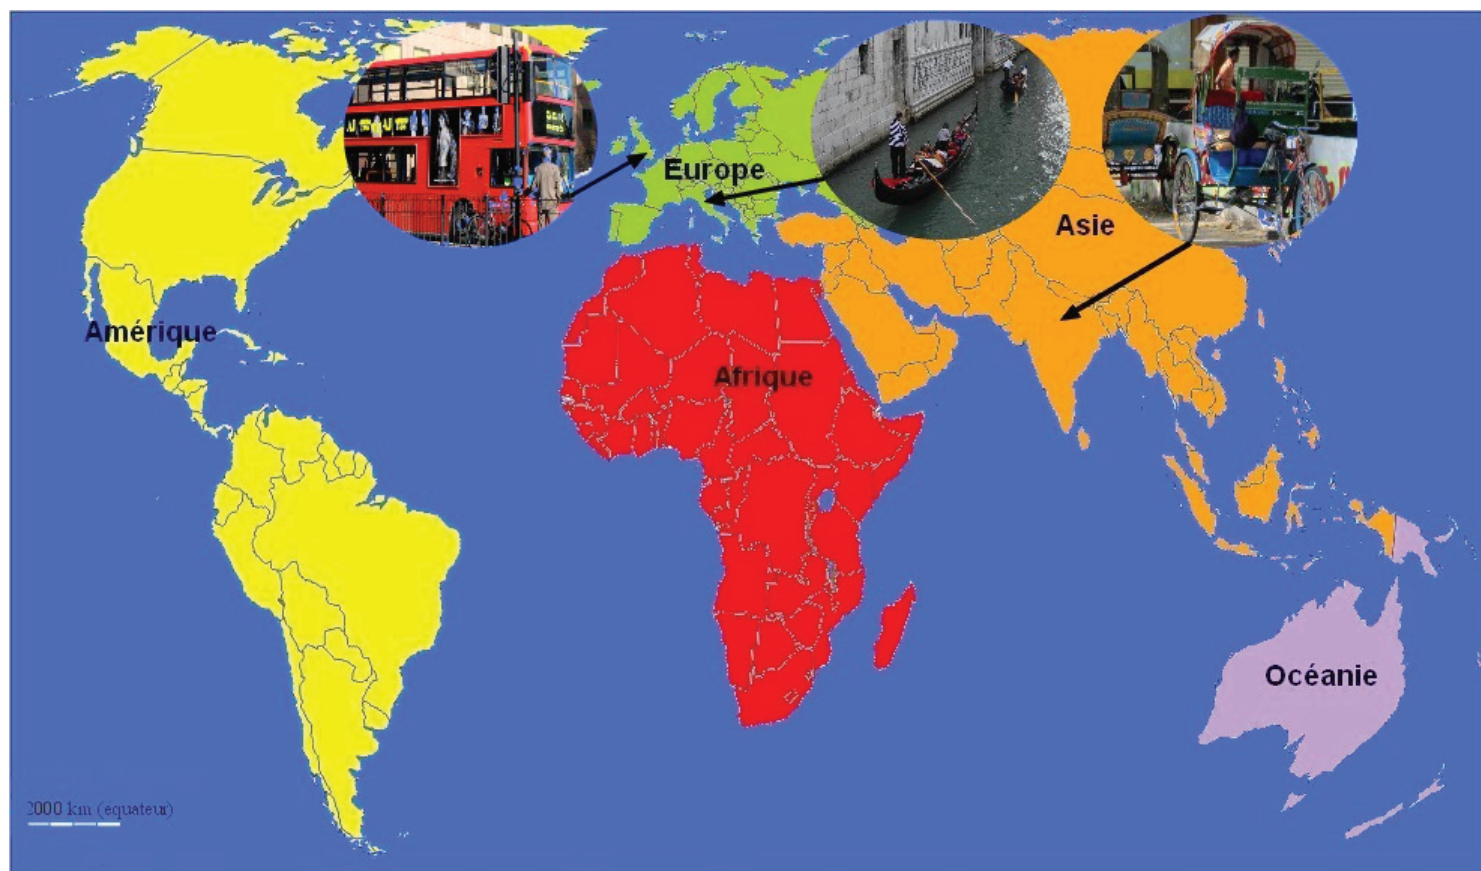 Europe
Asie
Amérique
Afrique
Océanie
2000 km (équateur)